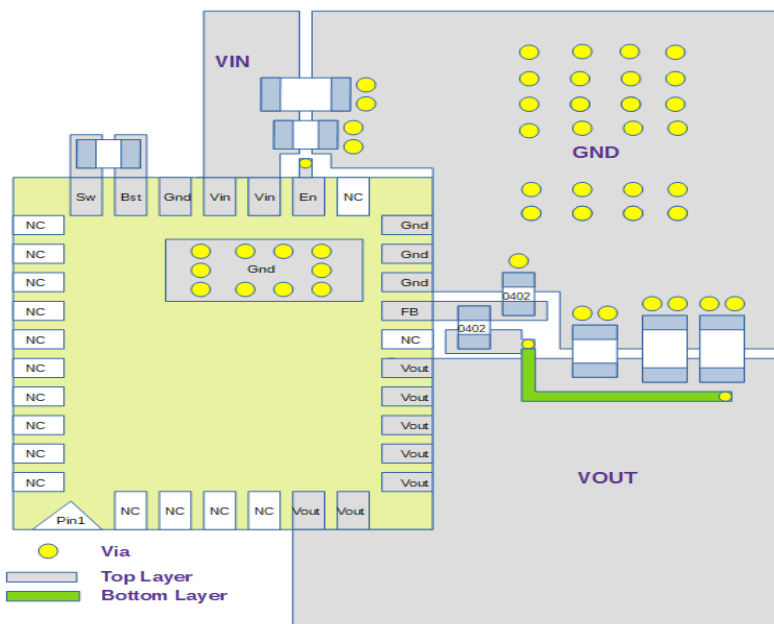 VIN
GND
Sw
Bst
Gnd
Vin
Vin
En
NC
NC
Gnd
NC
Gnd
Gnd
NC
Gnd
0402
NC
FB
0402
NC
NC
NC
Vout
NC
Vout
NC
Vout
NC
Vout
VOUT
NC
Vout
Pin1
NC
NC
NC
NC
Vout
Vout
Via
Top Layer
Bottom Layer